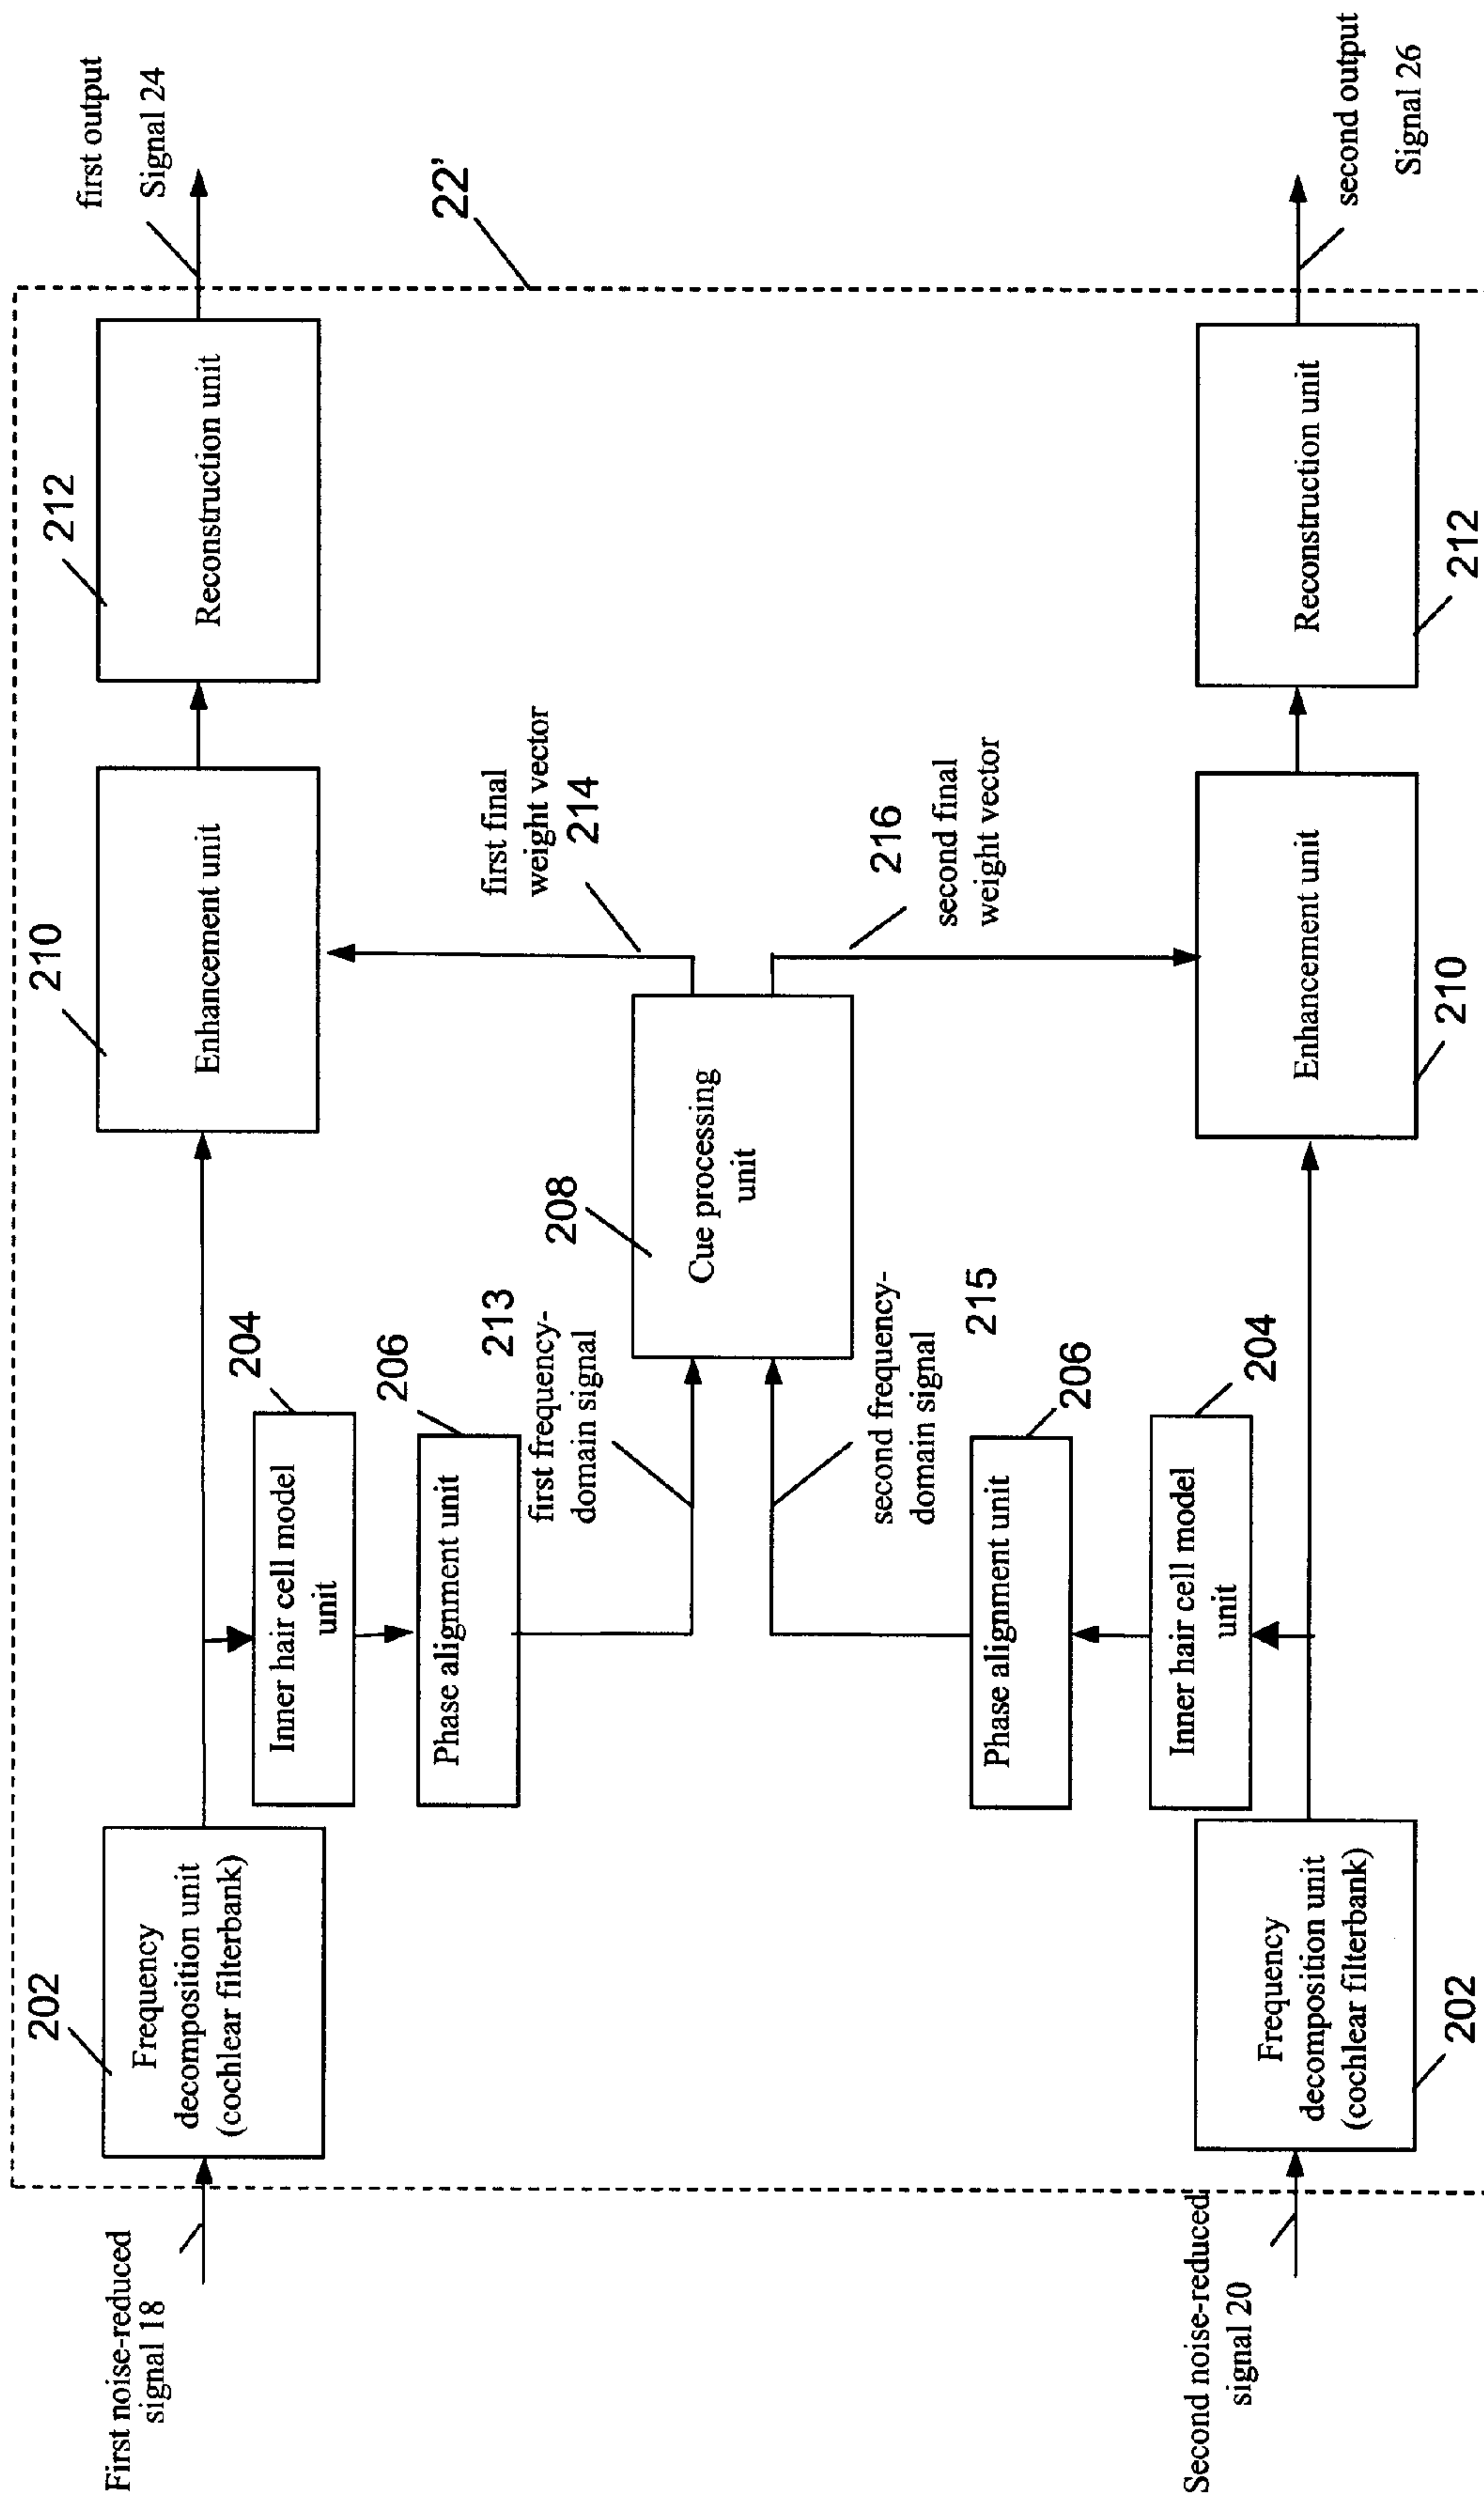 202
Frequency
decomposition unit
(cochlear filterbank)
First noise-reduced
signal 18
204
Inner hair cell model
unit
206
Phase alignment unit
213
first frequency-
domain signal
208
Cue processing
unit
210
Enhancement unit
first final
weight vector
214
212
Reconstruction unit
first output
Signal 24
22'
Second noise-reduced
signal 20
Frequency
decomposition unit
(cochlear filterbank)
202
Inner hair cell model
unit
204
Phase alignment unit
206
second frequency-
domain signal
215
216
second final
weight vector
Enhancement unit
210
Reconstruction unit
212
second output
Signal 26